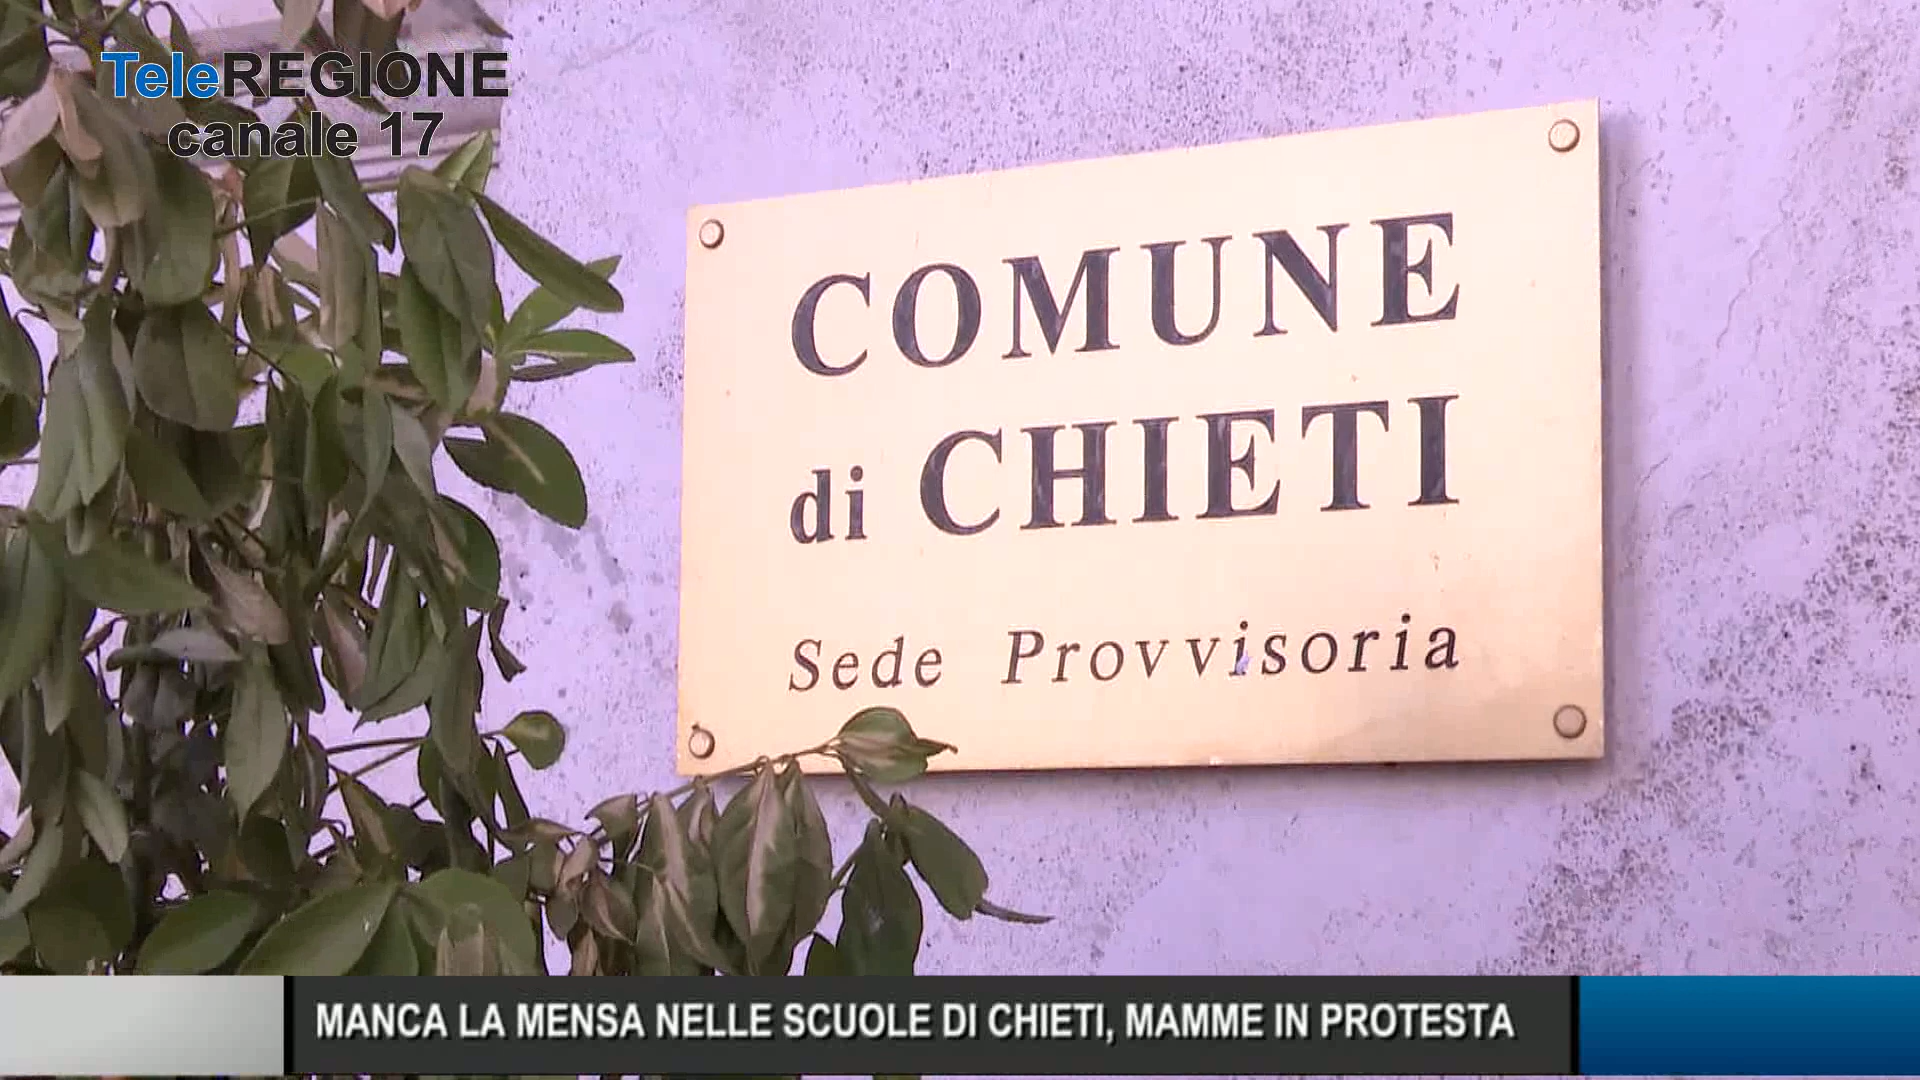 TeleREGIONE
canale 17
COMUNE
di CHIETI
Sede Provvisoria
MANCA LA MENSA NELLE SCUOLE DI CHIETI, MAMME IN PROTESTA